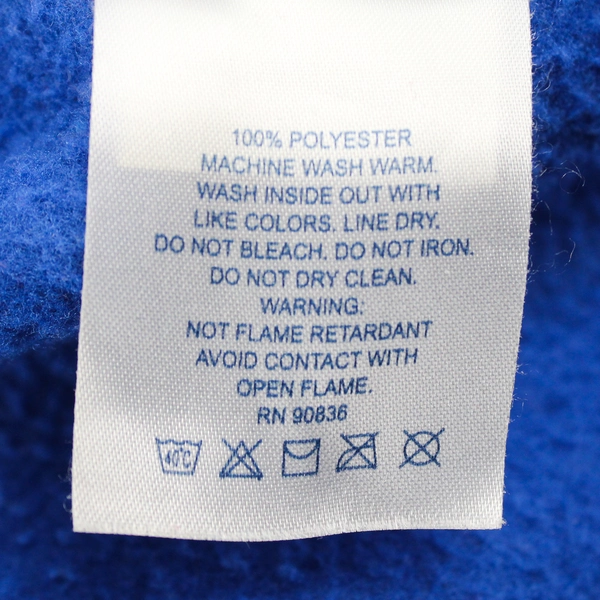 100% POLYESTER
MACHINE WASH WARM.
WASH INSIDE OUT WITH
LIKE COLORS. LINE DRY.
DO NOT BLEACH. DO NOT IRON.
DO NOT DRY CLEAN.
WARNING:
NOT FLAME RETARDANT
AVOID CONTACT WITH
OPEN FLAME.
RN 90836
40°C